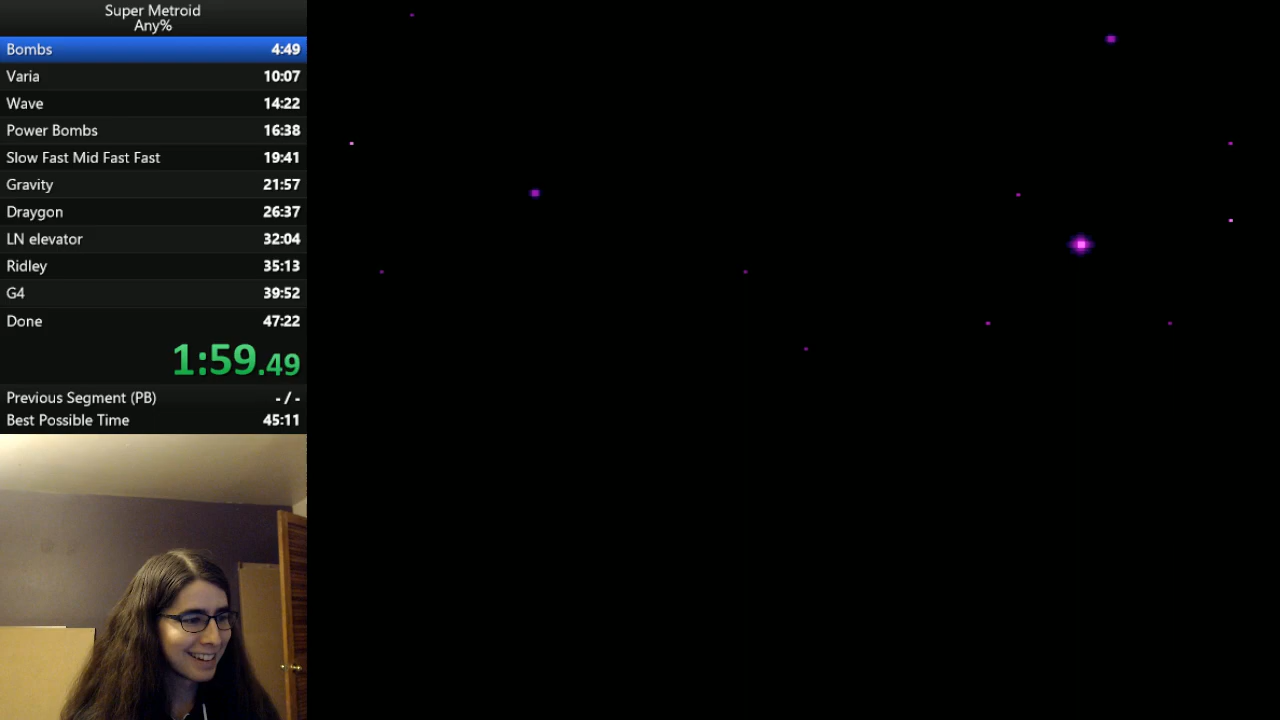 Super Metroid
Any%
Bombs 4:49
Varia 10:07
Wave 14:22
Power Bombs 16:38
Slow Fast Mid Fast Fast 19:41
Gravity 21:57
Draygon 26:37
LN elevator 32:04
Ridley 35:13
G4 39:52
Done 47:22
1:59.49
Previous Segment (PB) - / -
Best Possible Time 45:11